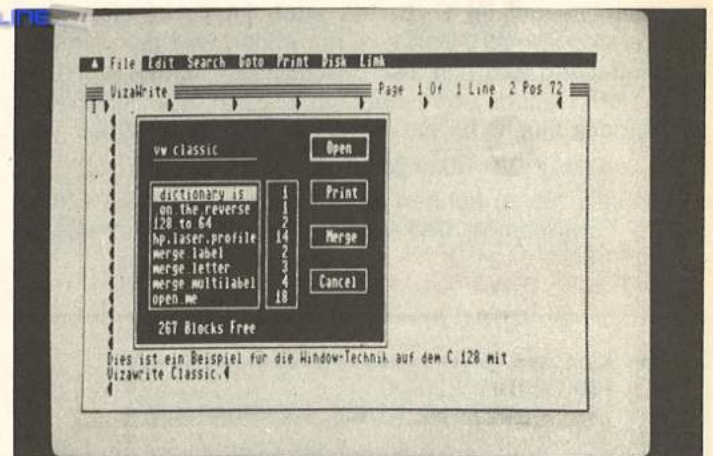 LINE
File Edit Search Goto Print Disk Link
VizaWrite Page 1 Of 1 Line 2 Pos 72
1
vw classic Open
dictionary is 1 Print
on the reverse 1
128 to 64 2
hp.laser.profile 14 Merge
merge label 2
merge letter 3
merge multilabel 4 Cancel
open.me 18
267 Blocks Free
Dies ist ein Beispiel fur die Window-Technik auf dem C 128 mit
Vizawrite Classic.